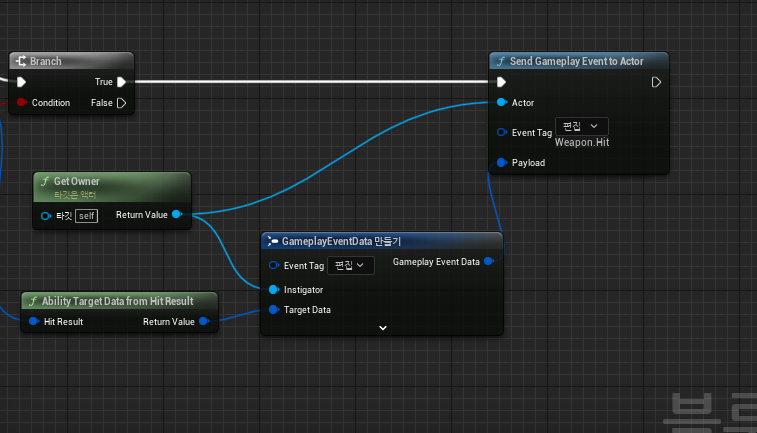 Branch
True
Condition
False
Send Gameplay Event to Actor
Actor
Event Tag
편집
Weapon.Hit
Payload
Get Owner
타깃은 액터
타깃 self
Return Value
GameplayEventData 만들기
Event Tag
편집
Gameplay Event Data
Instigator
Target Data
Ability Target Data from Hit Result
Hit Result
Return Value